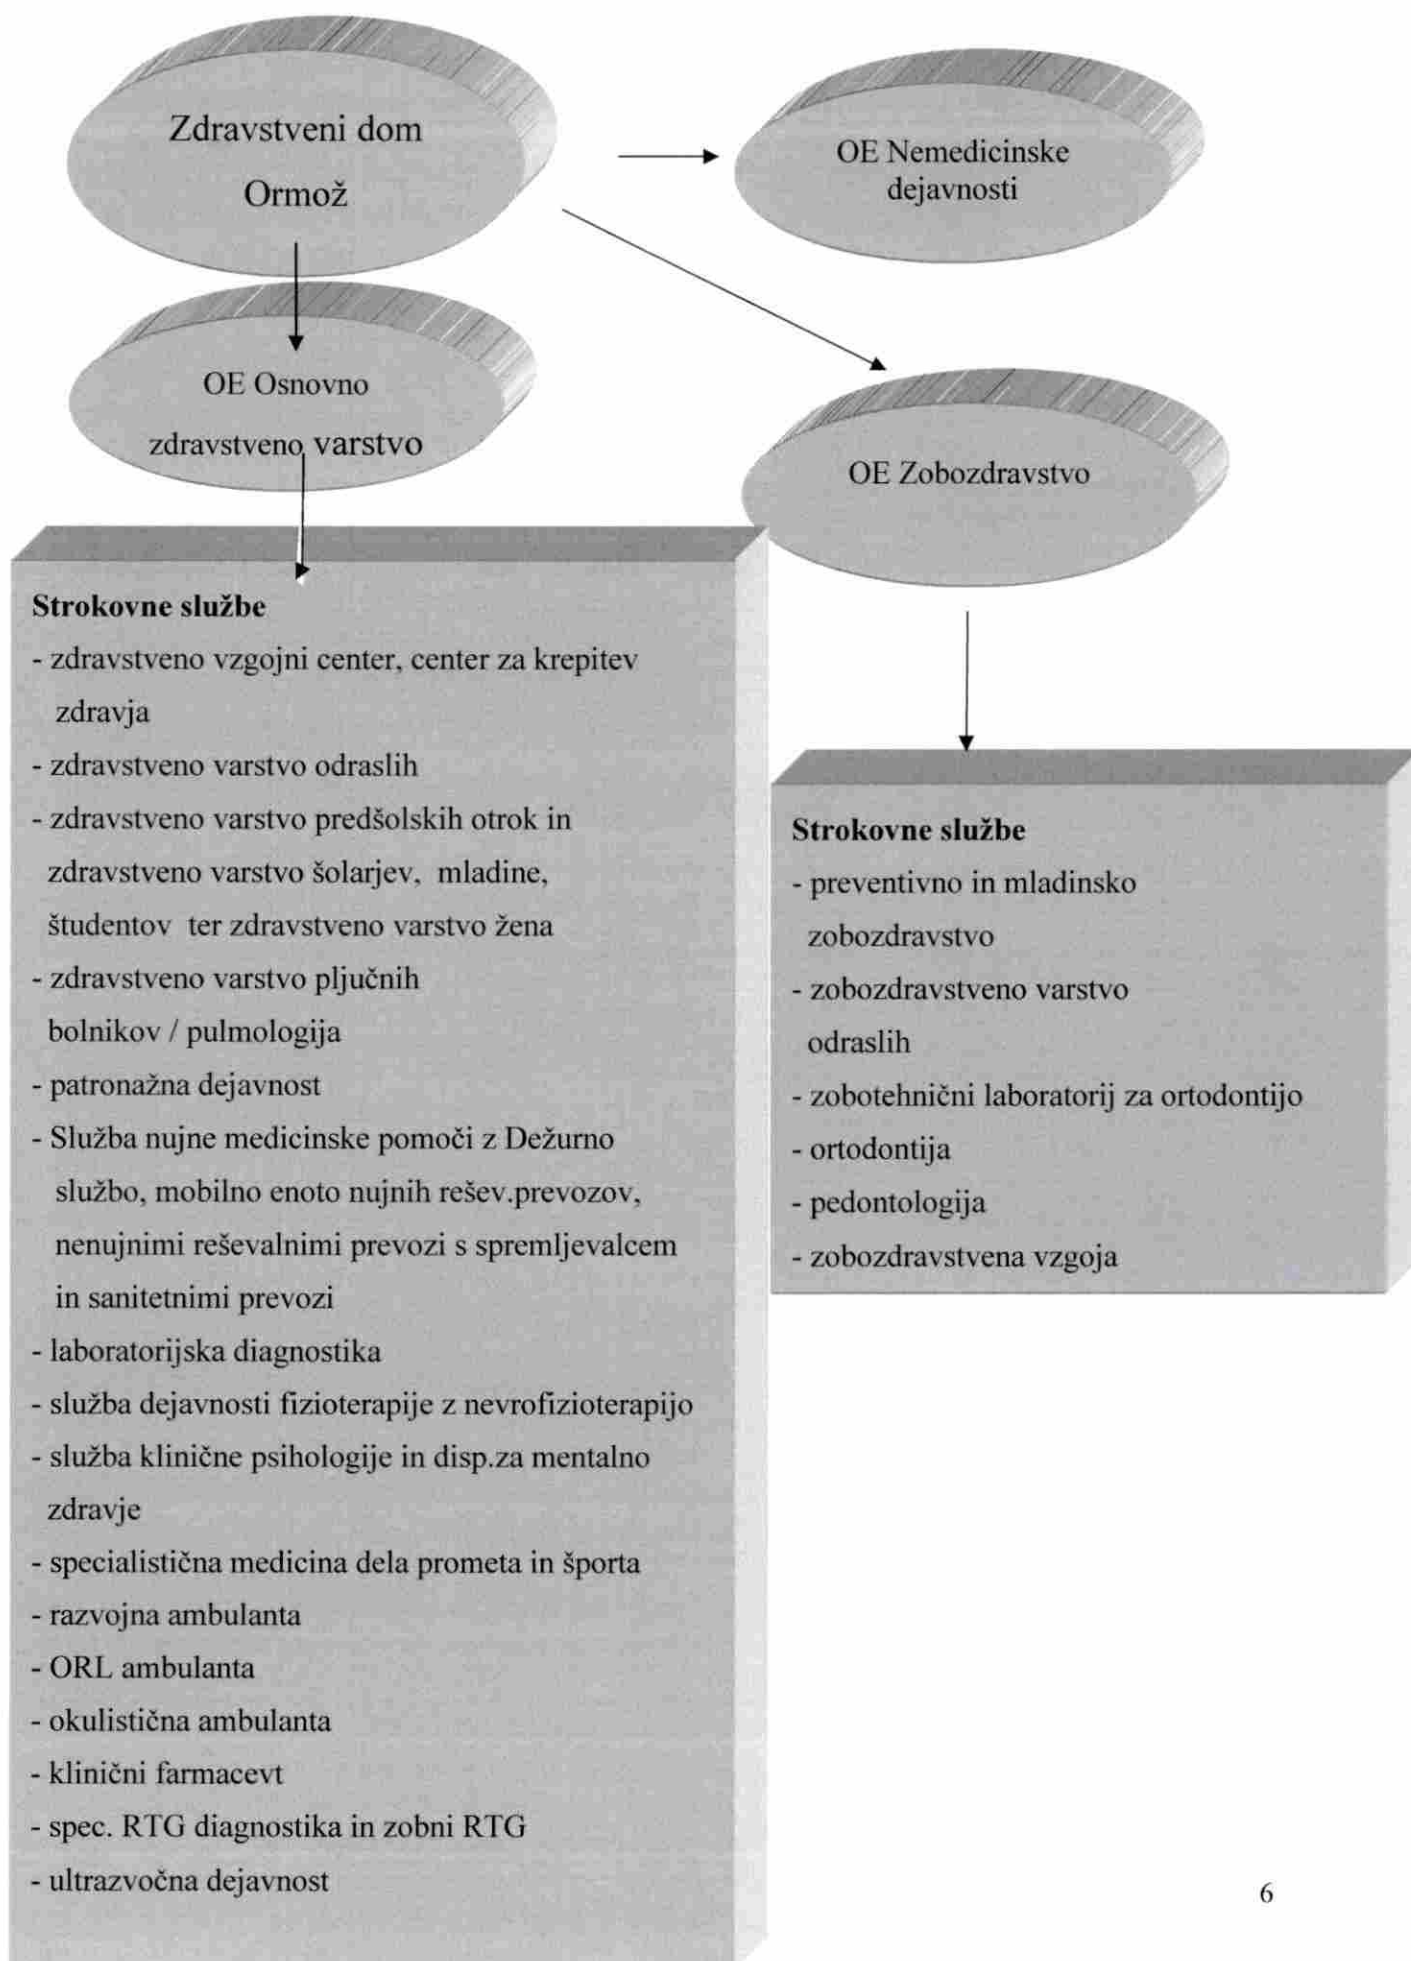 Zdravstveni dom
Ormož
OE Nemedicinske
dejavnosti
OE Osnovno
zdravstveno varstvo
OE Zobozdravstvo
Strokovne službe
- zdravstveno vzgojni center, center za krepitev
zdravja
- zdravstveno varstvo odraslih
- zdravstveno varstvo predšolskih otrok in
zdravstveno varstvo šolarjev, mladine,
študentov ter zdravstveno varstvo žena
- zdravstveno varstvo pljučnih
bolnikov / pulmologija
- patronažna dejavnost
- Služba nujne medicinske pomoči z Dežurno
službo, mobilno enoto nujnih rešev.prevozov,
nenujnimi reševalnimi prevozi s spremljevalcem
in sanitetnimi prevozi
- laboratorijska diagnostika
- služba dejavnosti fizioterapije z nevrofizioterapijo
- služba klinične psihologije in disp.za mentalno
zdravje
- specialistična medicina dela prometa in športa
- razvojna ambulanta
- ORL ambulanta
- okulistična ambulanta
- klinični farmacevt
- spec. RTG diagnostika in zobni RTG
- ultrazvočna dejavnost
Strokovne službe
- preventivno in mladinsko
zobozdravstvo
- zobozdravstveno varstvo
odraslih
- zobotehnični laboratorij za ortodontijo
- ortodontija
- pedontologija
- zobozdravstvena vzgoja
6